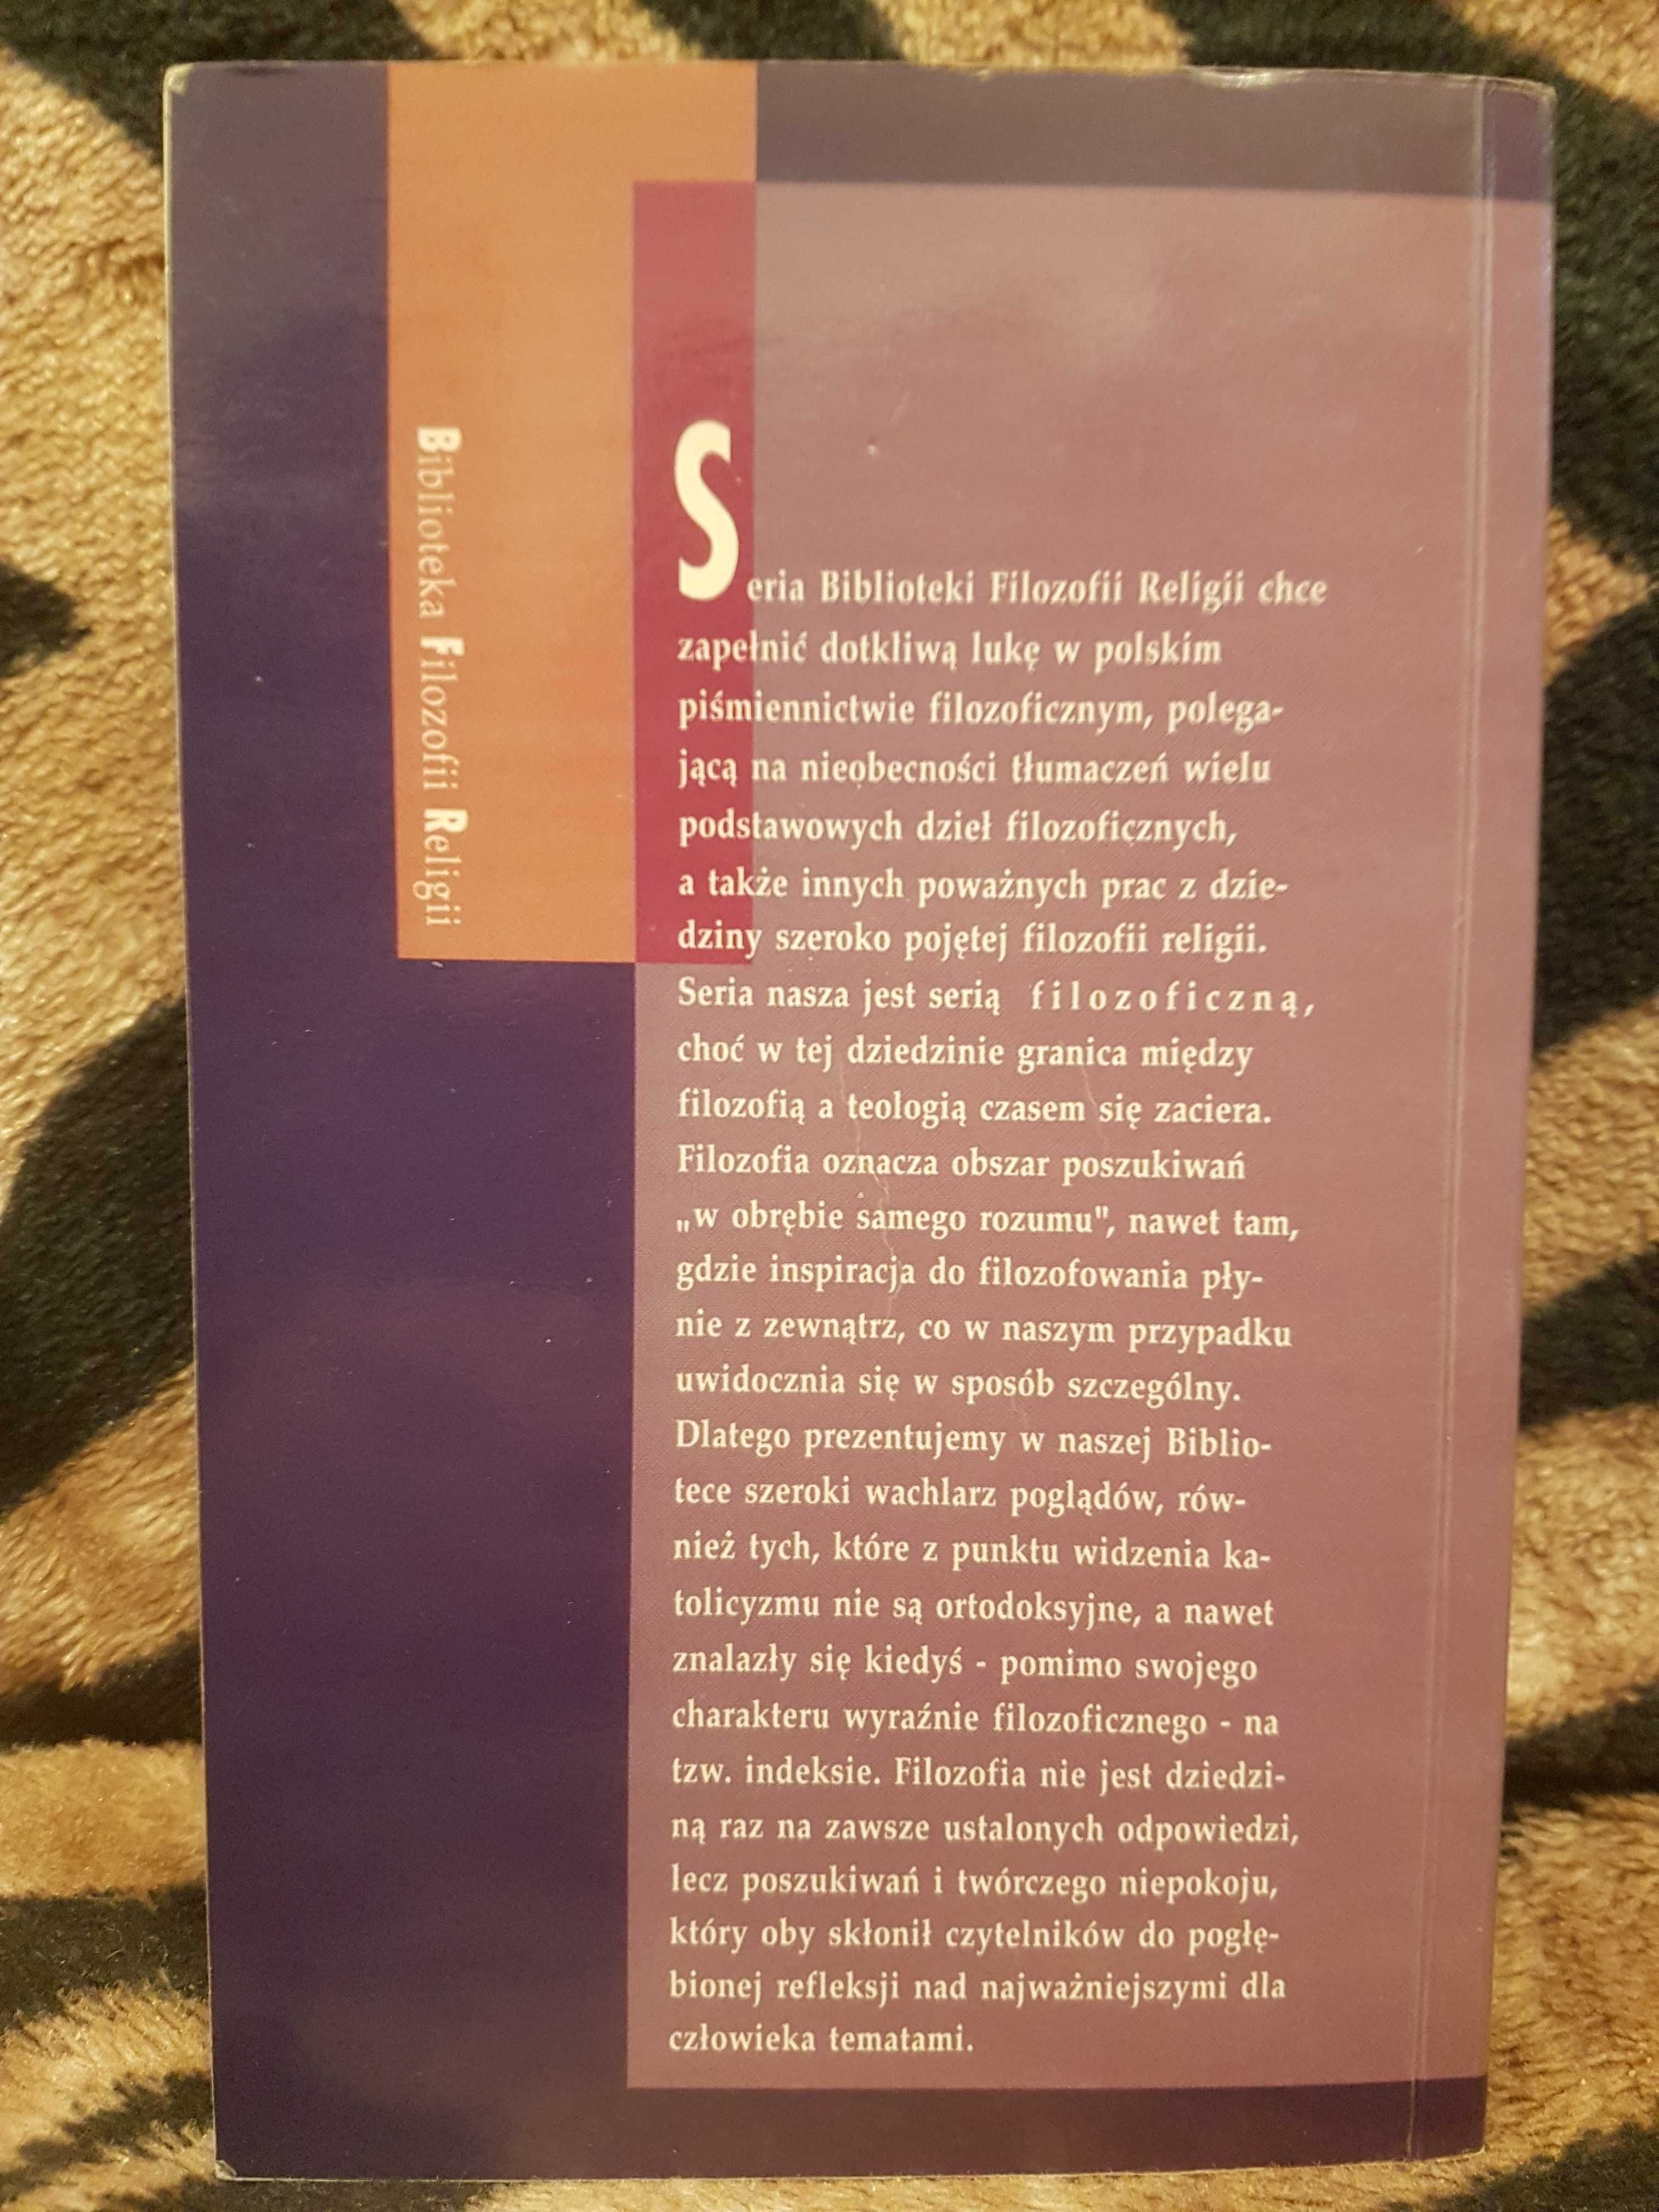 Biblioteka Filozofii Religii
Seria Biblioteki Filozofii Religii chce
zapełnić dotkliwą lukę w polskim
piśmiennictwie filozoficznym, polega-
jącą na nieobecności tłumaczeń wielu
podstawowych dzieł filozoficznych,
a także innych poważnych prac z dzie-
dziny szeroko pojętej filozofii religii.
Seria nasza jest serią filozoficzną,
choć w tej dziedzinie granica między
filozofią a teologią czasem się zaciera.
Filozofia oznacza obszar poszukiwań
„w obrębie samego rozumu", nawet tam,
gdzie inspiracja do filozofowania pły-
nie z zewnątrz, co w naszym przypadku
uwidocznia się w sposób szczególny.
Dlatego prezentujemy w naszej Biblio-
tece szeroki wachlarz poglądów, rów-
nież tych, które z punktu widzenia ka-
tolicyzmu nie są ortodoksyjne, a nawet
znalazły się kiedyś - pomimo swojego
charakteru wyraźnie filozoficznego - na
tzw. indeksie. Filozofia nie jest dziedzi-
ną raz na zawsze ustalonych odpowiedzi,
lecz poszukiwań i twórczego niepokoju,
który oby skłonił czytelników do pogłę-
bionej refleksji nad najważniejszymi dla
człowieka tematami.